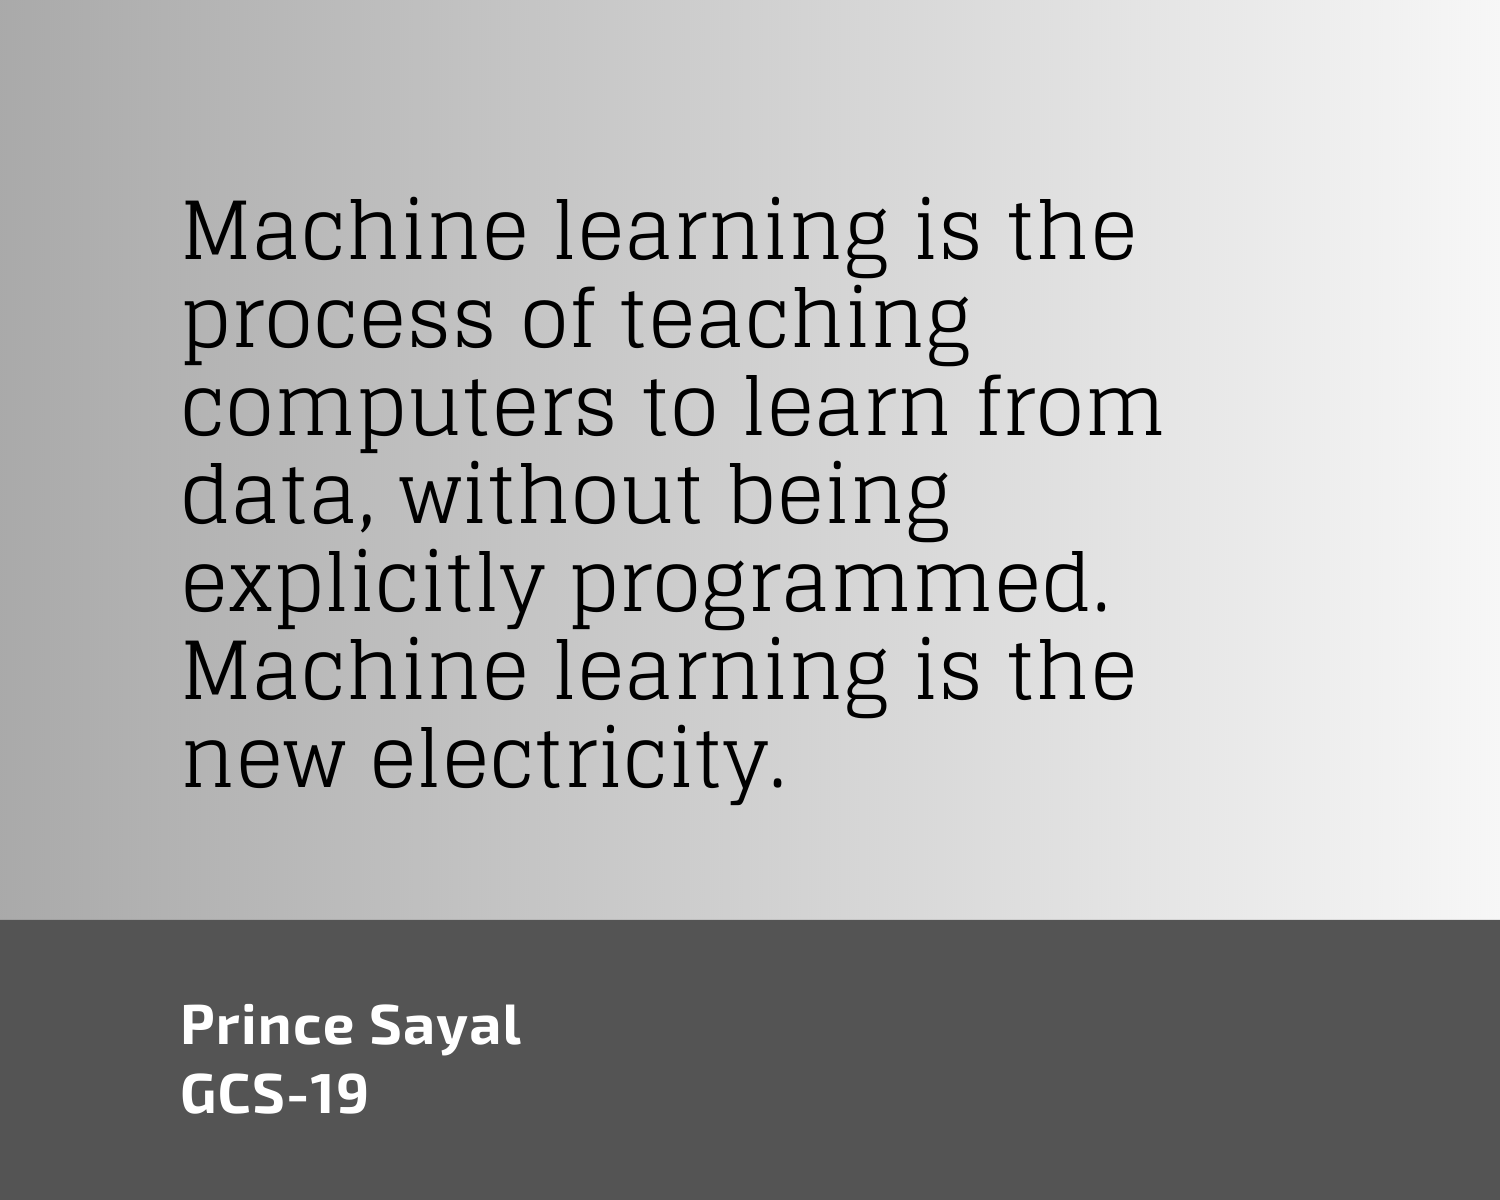 Machine learning is the
process of teaching
computers to learn from
data, without being
explicitly programmed.
Machine learning is the
new electricity.
Prince Sayal
GCS-19